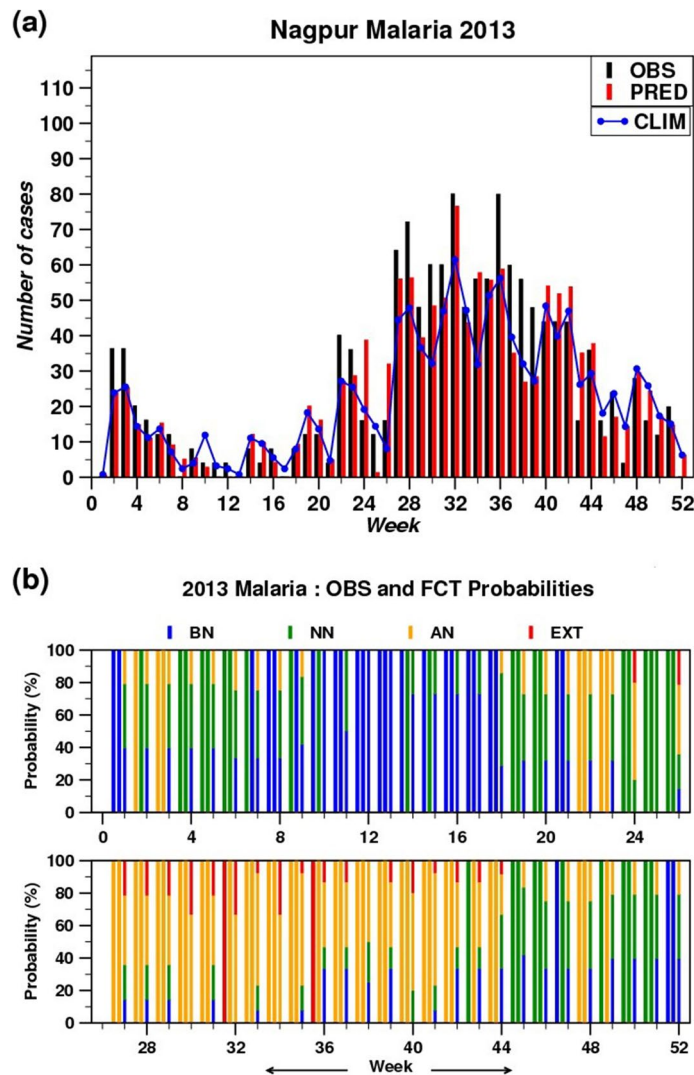 (a)
Nagpur Malaria 2013
OBS
PRED
CLIM
Number of cases
110
100
90
80
70
60
50
40
30
20
10
0
0 4 8 12 16 20 24 28 32 36 40 44 48 52
Week
(b)
2013 Malaria : OBS and FCT Probabilities
BN NN AN EXT
Probability (%)
100
80
60
40
20
0
0 4 8 12 16 20 24
Probability (%)
100
80
60
40
20
0
28 32 36 40 44 48 52
Week